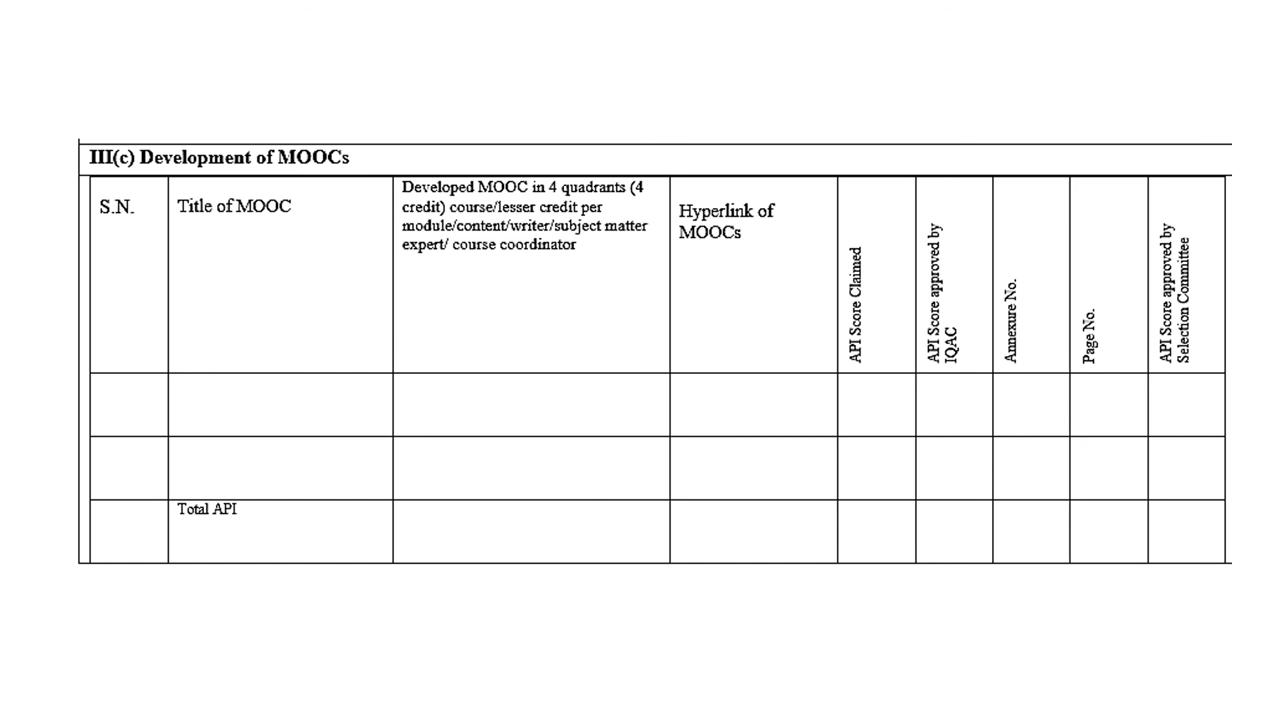 III(c) Development of MOOCs
S.N.
Title of MOOC
Developed MOOC in 4 quadrants (4
credit) course/lesser credit per
module/content/writer/subject matter
expert/ course coordinator
Hyperlink of
MOOCs
API Score Claimed
API Score approved by
IQAC
Annexure No.
Page No.
API Score approved by
Selection Committee
Total API